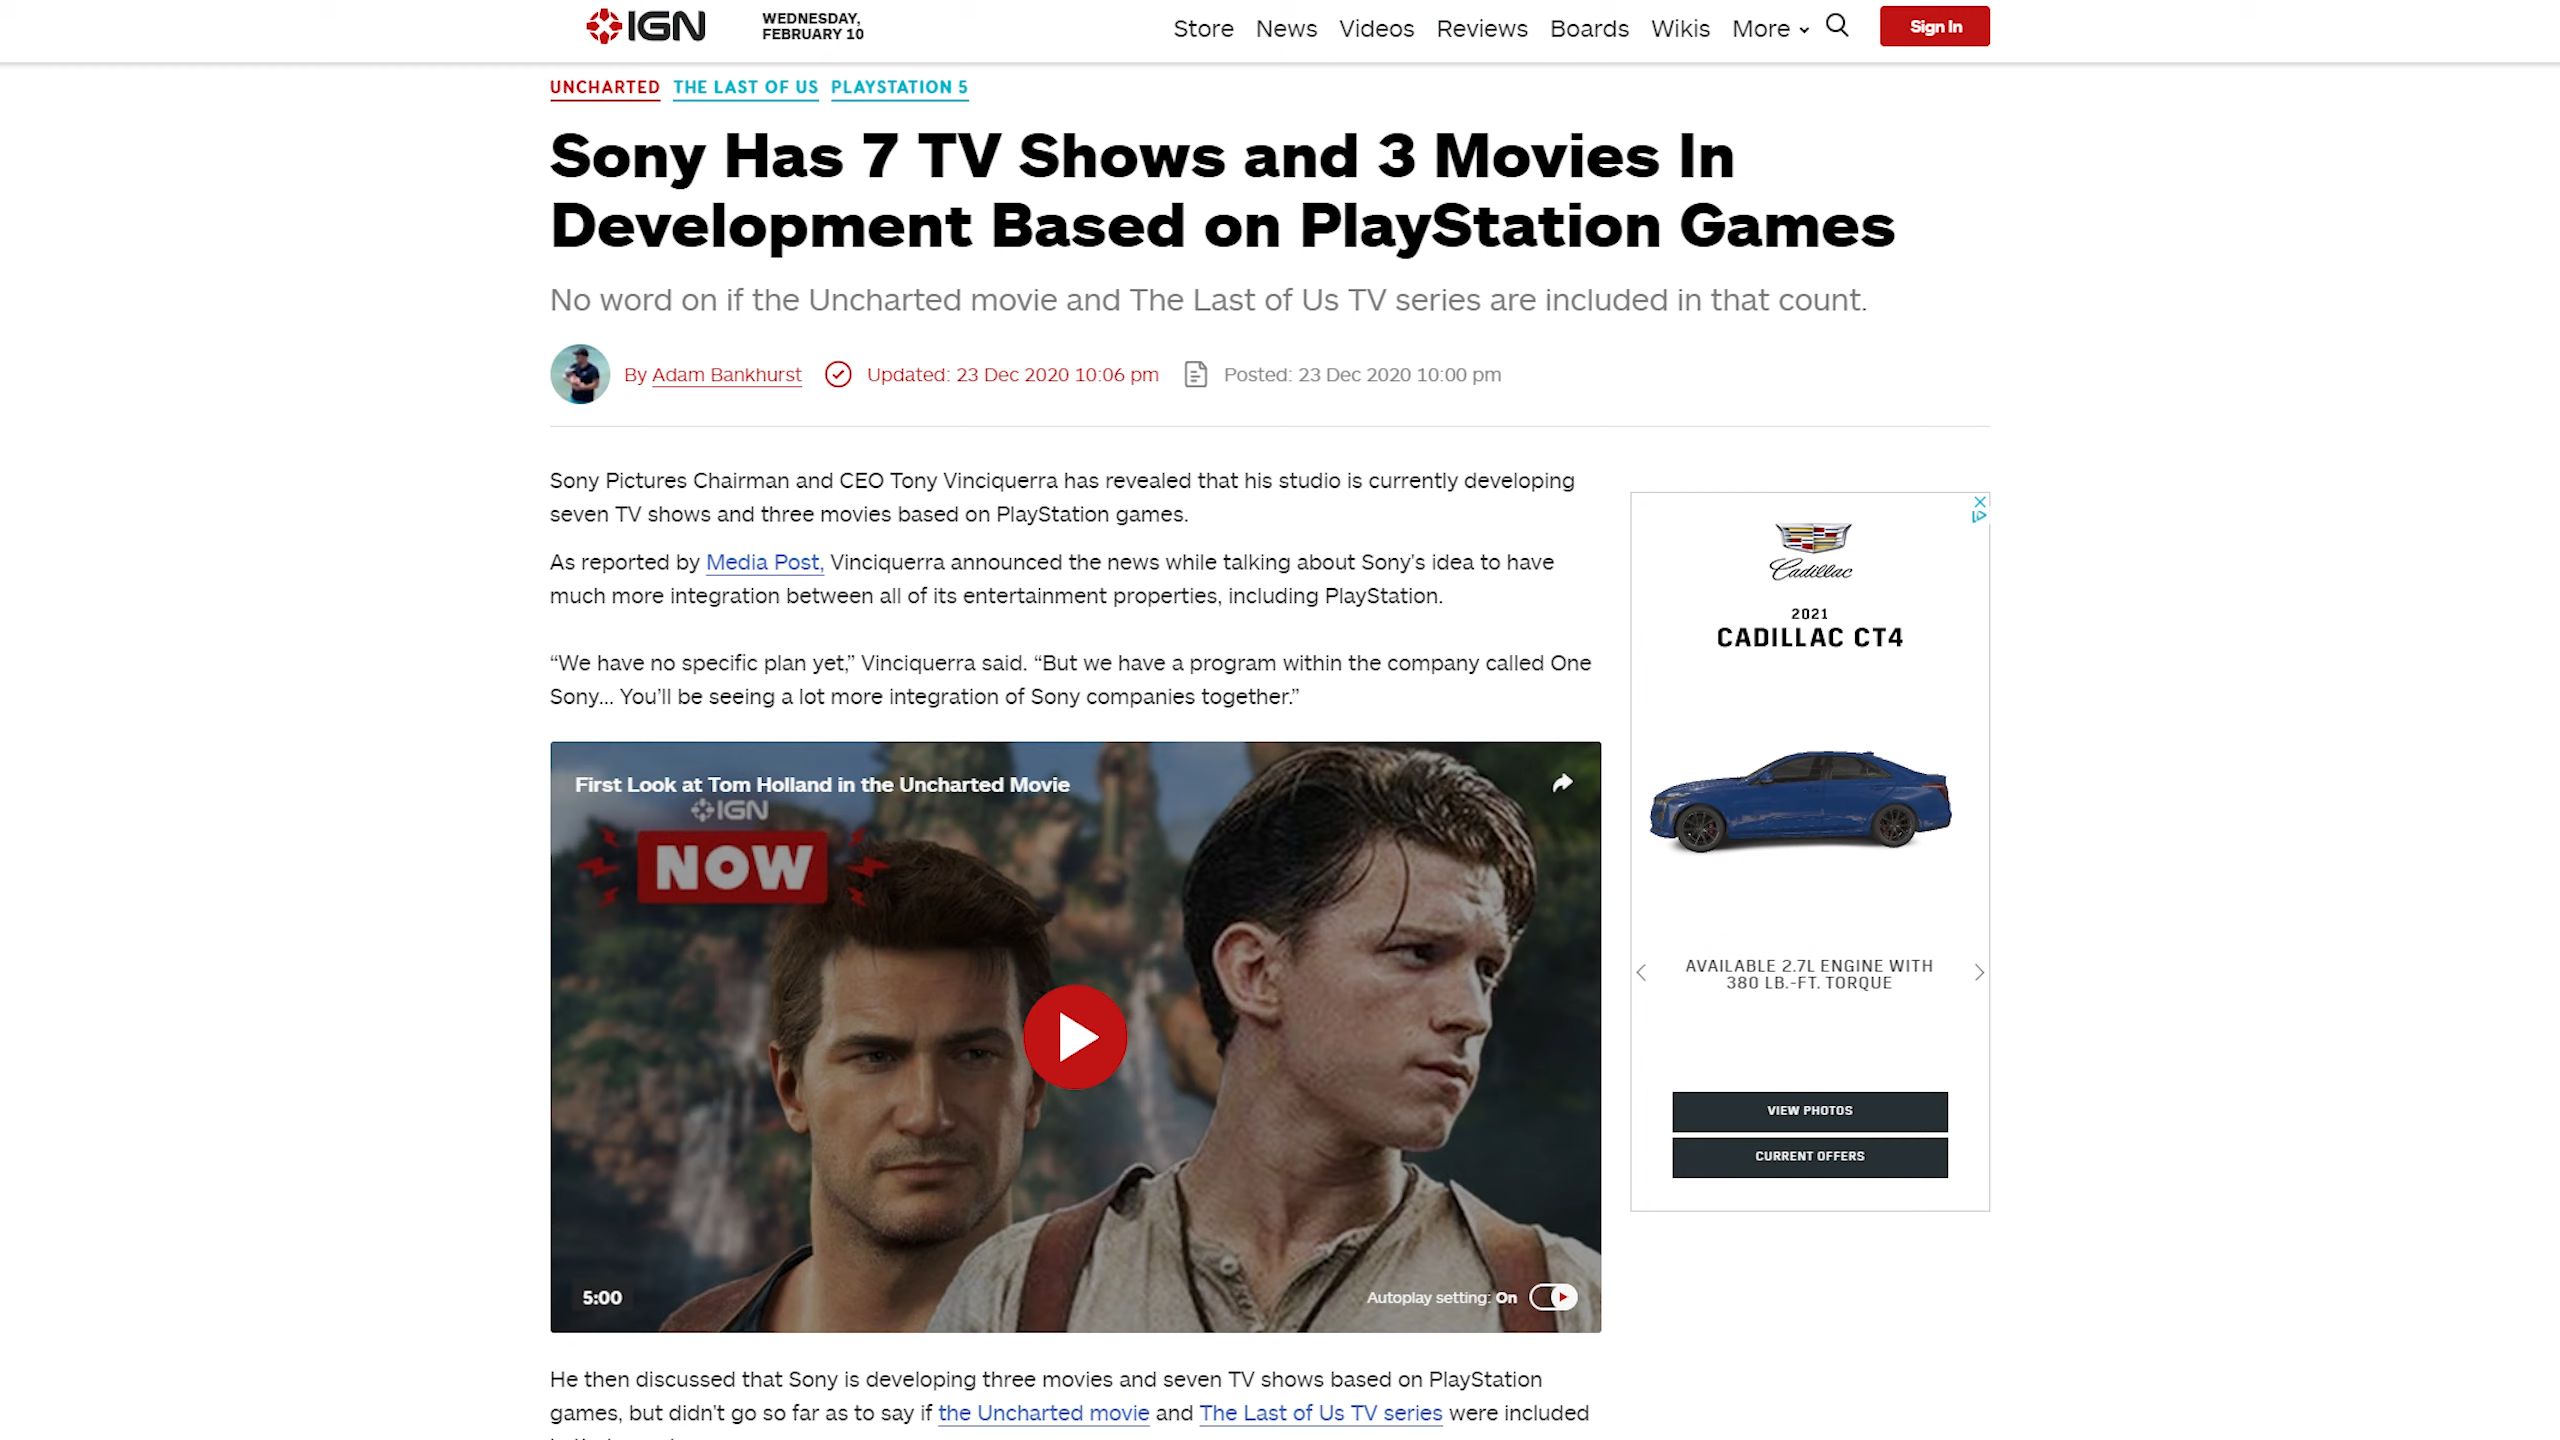 IGN
WEDNESDAY,
FEBRUARY 10
Store News Videos Reviews Boards Wikis More
Sign In
UNCHARTED THE LAST OF US PLAYSTATION 5
Sony Has 7 TV Shows and 3 Movies In
Development Based on PlayStation Games
No word on if the Uncharted movie and The Last of Us TV series are included in that count.
By Adam Bankhurst Updated: 23 Dec 2020 10:06 pm Posted: 23 Dec 2020 10:00 pm
Sony Pictures Chairman and CEO Tony Vinciquerra has revealed that his studio is currently developing
seven TV shows and three movies based on PlayStation games.
As reported by Media Post, Vinciquerra announced the news while talking about Sony's idea to have
much more integration between all of its entertainment properties, including PlayStation.
“We have no specific plan yet,” Vinciquerra said. “But we have a program within the company called One
Sony... You’ll be seeing a lot more integration of Sony companies together.”
First Look at Tom Holland in the Uncharted Movie
IGN
NOW
5:00
Autoplay setting: On
He then discussed that Sony is developing three movies and seven TV shows based on PlayStation
games, but didn't go so far as to say if the Uncharted movie and The Last of Us TV series were included
Cadillac
2021
CADILLAC CT4
AVAILABLE 2.7L ENGINE WITH
380 LB.-FT. TORQUE
VIEW PHOTOS
CURRENT OFFERS